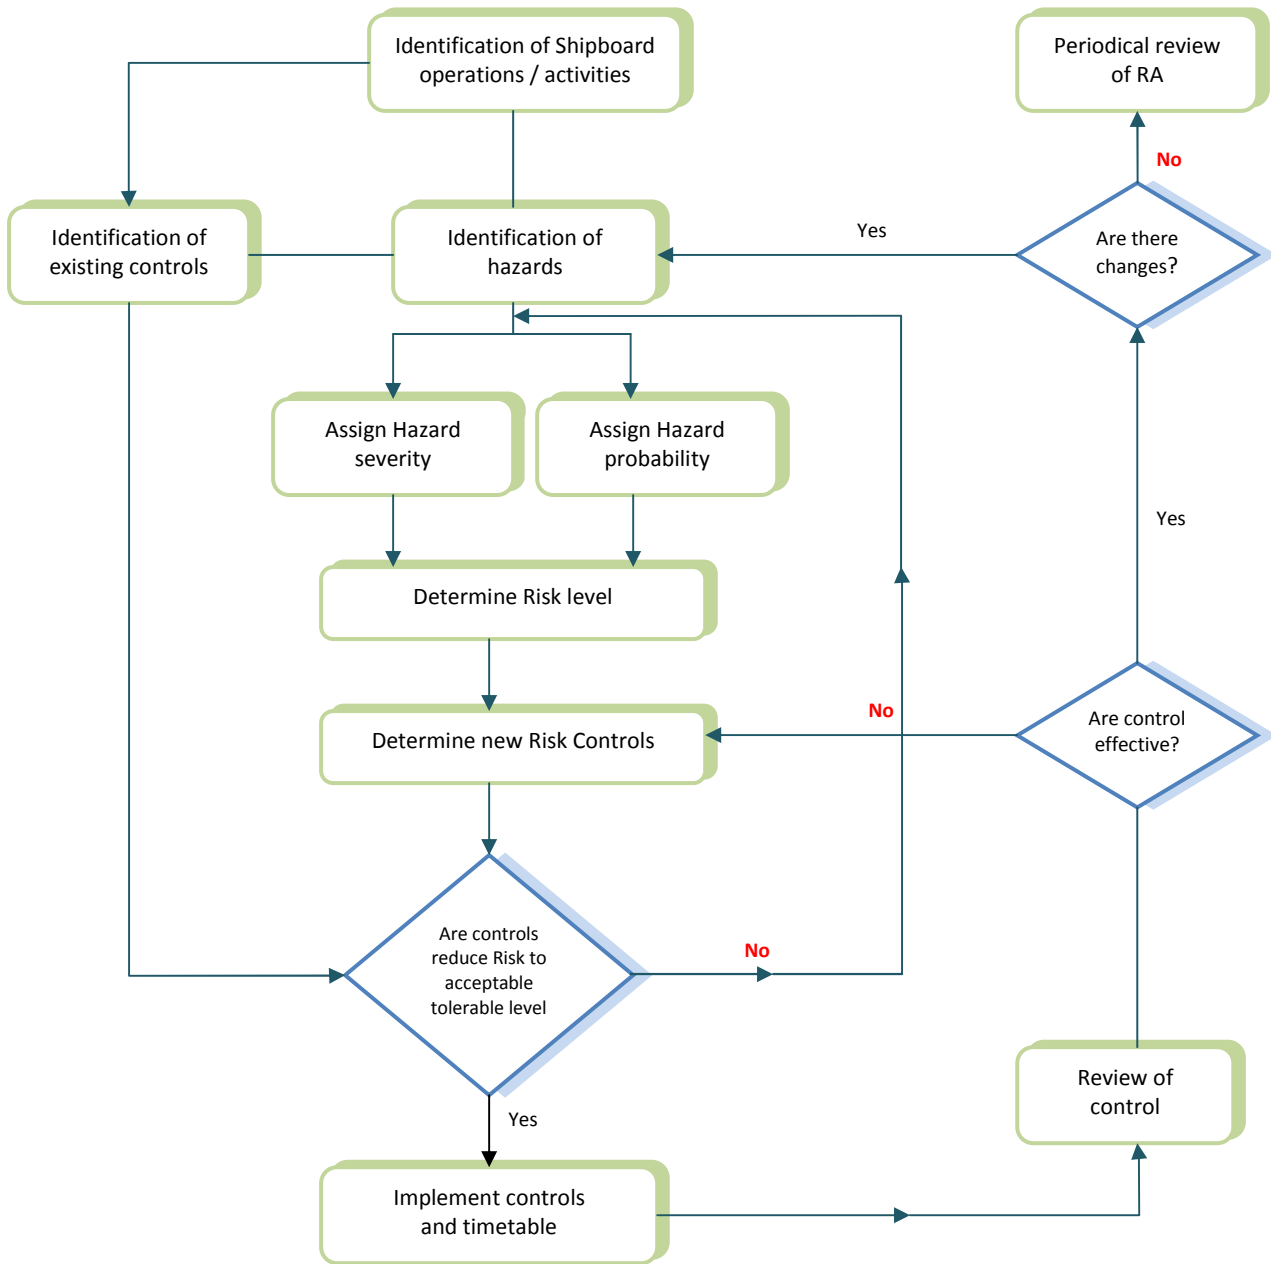 Identification of Shipboard
operations / activities
Periodical review
of RA
No
Identification of
existing controls
Identification of
hazards
Yes
Are there
changes?
Assign Hazard
severity
Assign Hazard
probability
Yes
Determine Risk level
Determine new Risk Controls
No
Are control
effective?
Are controls
reduce Risk to
acceptable
tolerable level
No
Review of
control
Yes
Implement controls
and timetable